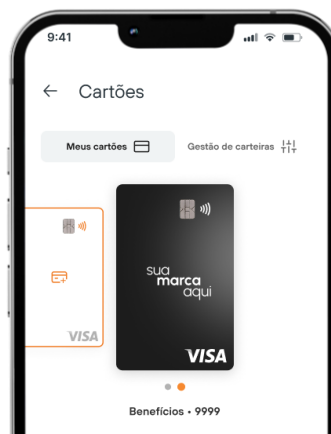 9:41
Cartões
Meus cartões
Gestão de carteiras
VISA
sua
marca
aqui
VISA
Benefícios • 9999